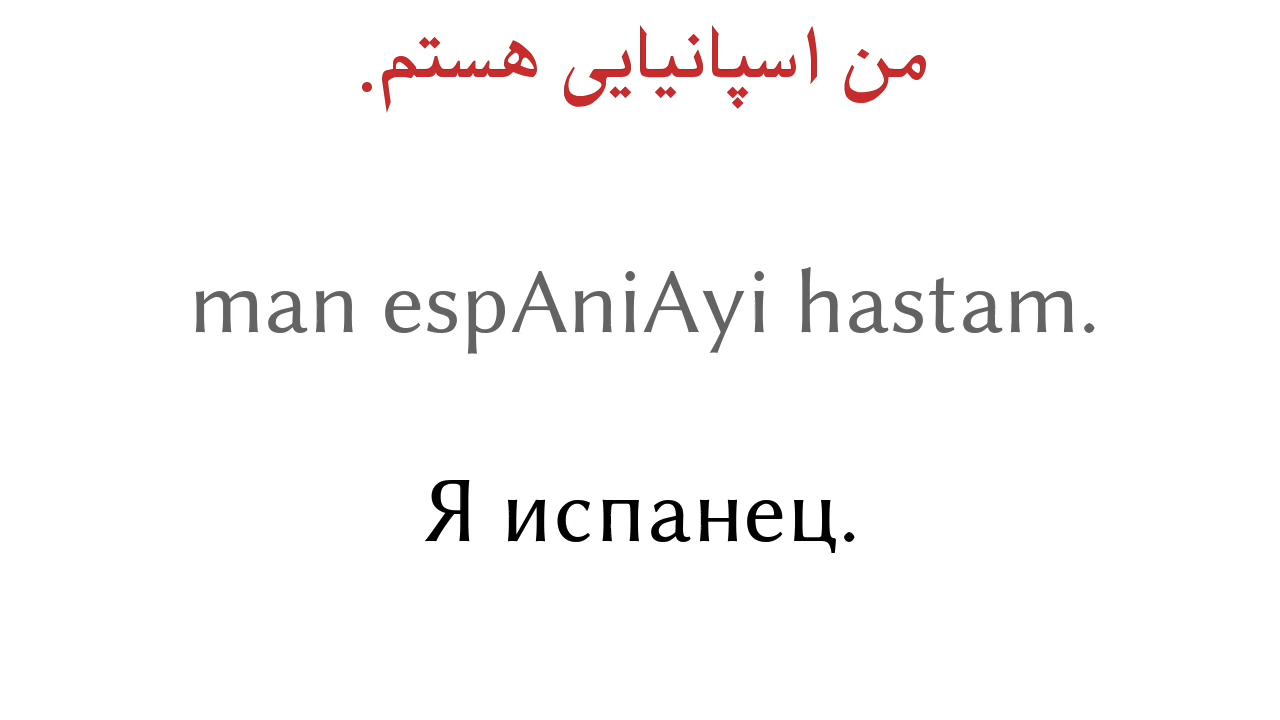 من اسپانیایی هستم.
man espAniAyi hastam.
Я испанец.